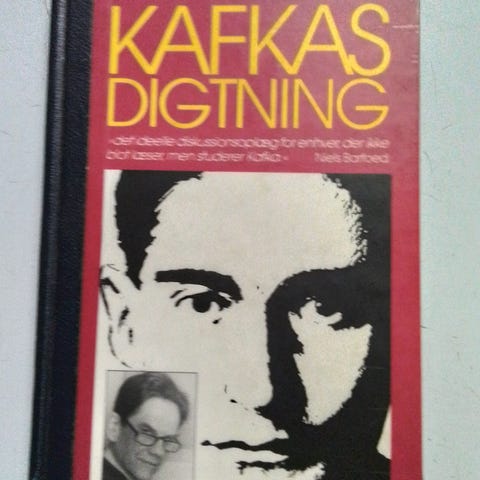 KAFKAS
DIGTNING
»det ideelle diskussionsoplæg for enhver, der ikke
blot læser, men studerer Kafka.« Niels Barfoed